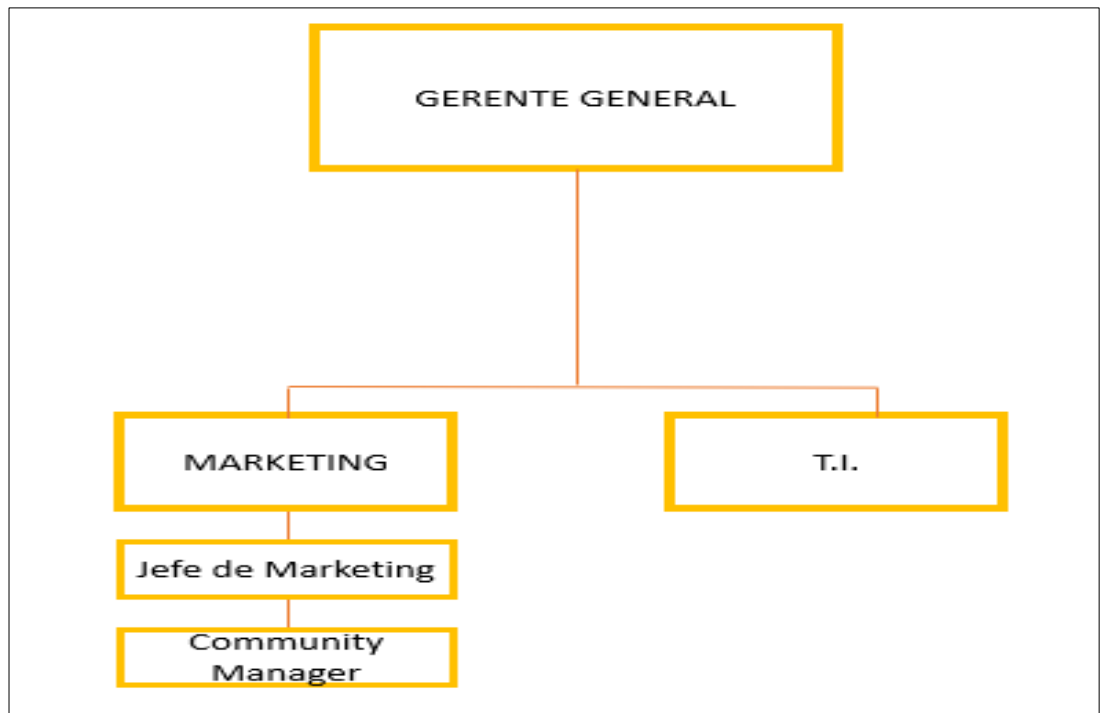 GERENTE GENERAL
MARKETING
T.I.
Jefe de Marketing
Community
Manager